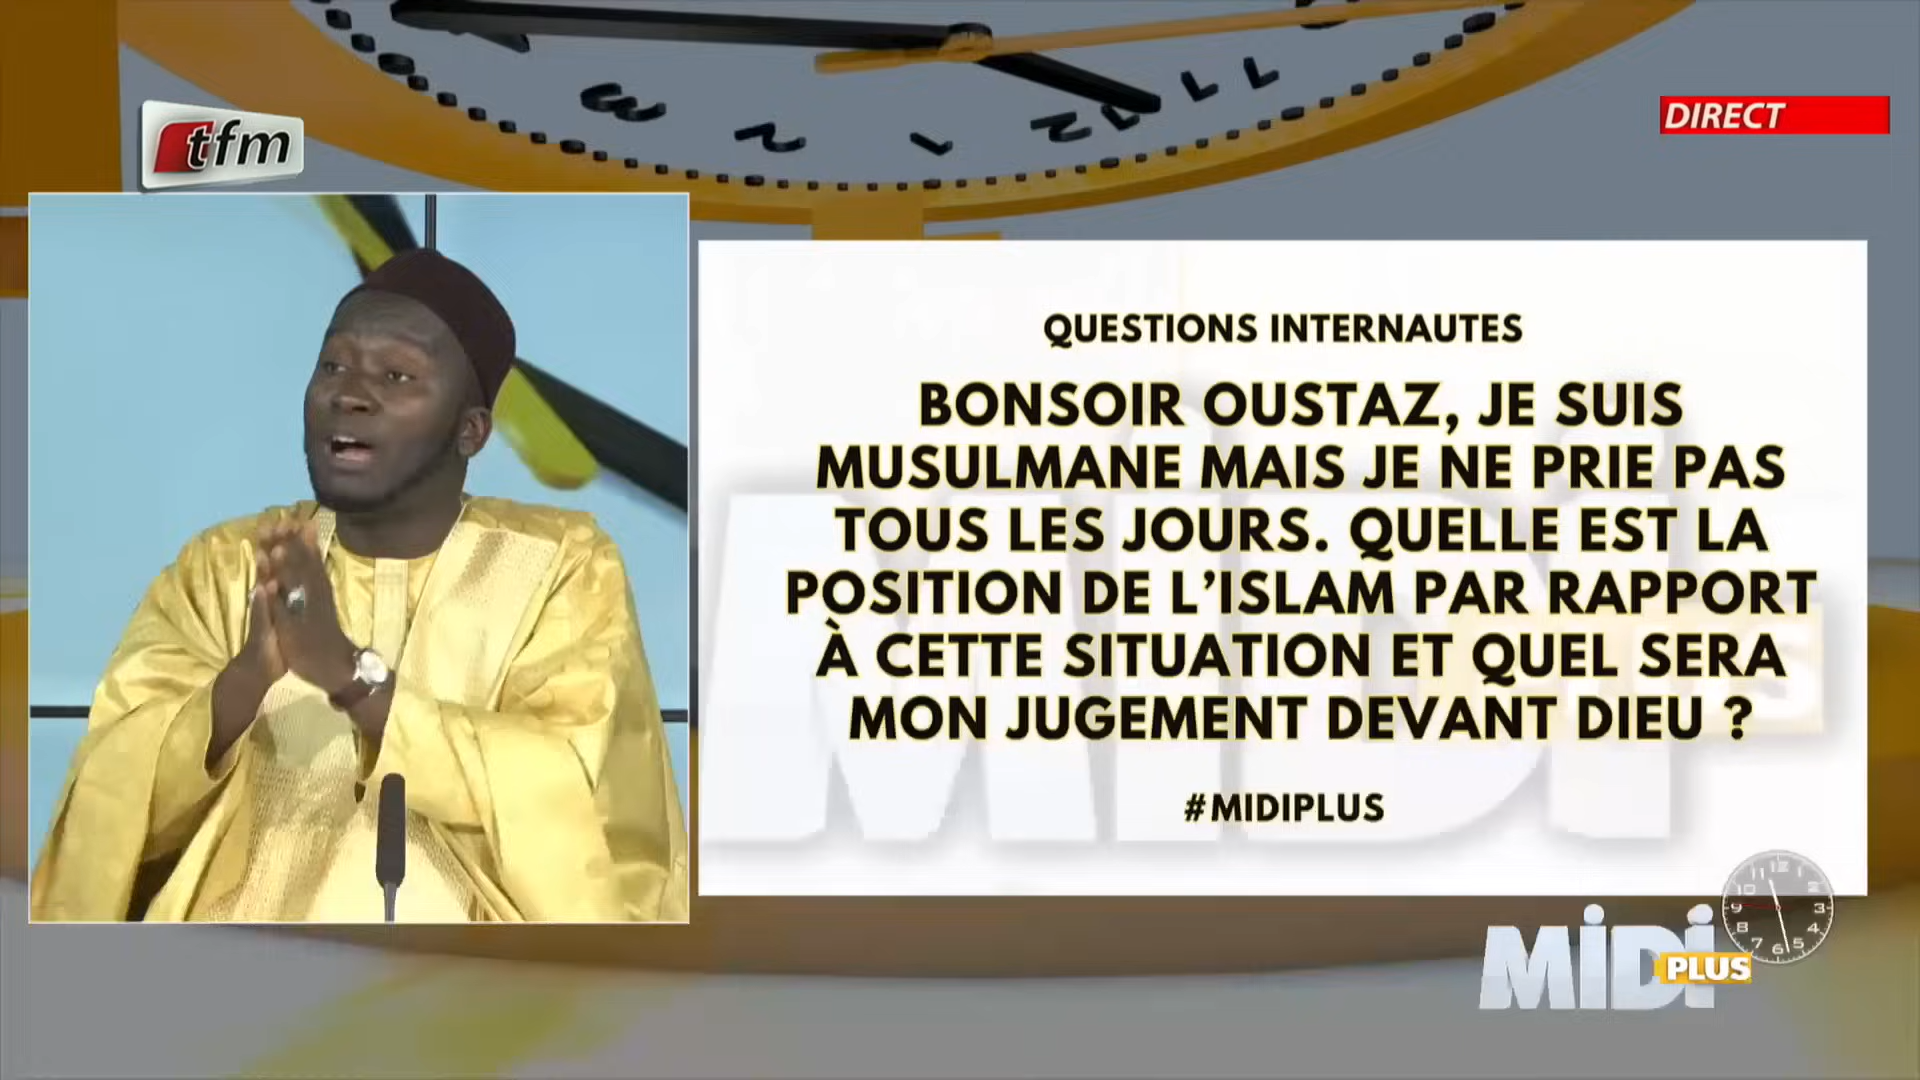 tfm
DIRECT
QUESTIONS INTERNAUTES
BONSOIR OUSTAZ, JE SUIS
MUSULMANE MAIS JE NE PRIE PAS
TOUS LES JOURS. QUELLE EST LA
POSITION DE L'ISLAM PAR RAPPORT
À CETTE SITUATION ET QUEL SERA
MON JUGEMENT DEVANT DIEU ?
#MIDIPLUS
MiDi
PLUS